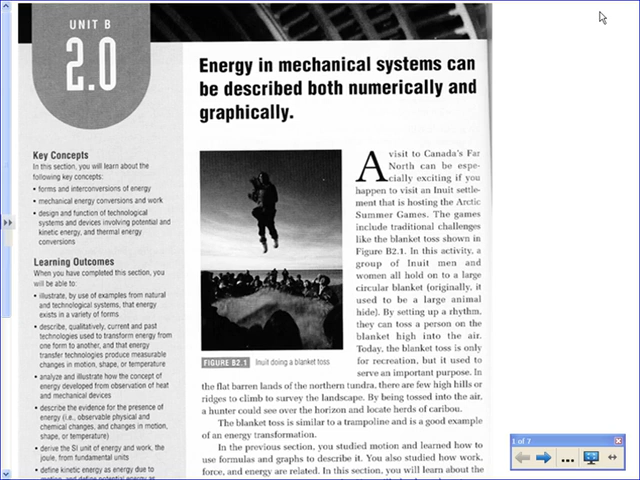 UNIT B
2.0
Energy in mechanical systems can
be described both numerically and
graphically.
Key Concepts
In this section, you will learn about the
following key concepts:
• forms and interconversions of energy
• mechanical energy conversions and work
• design and function of technological
systems and devices involving potential and
kinetic energy, and thermal energy
conversions
Learning Outcomes
When you have completed this section, you
will be able to:
• illustrate, by use of examples from natural
and technological systems, that energy
exists in a variety of forms
• describe, qualitatively, current and past
technologies used to transform energy from
one form to another, and that energy
transfer technologies produce measurable
changes in motion, shape, or temperature
• analyze and illustrate how the concept of
energy developed from observation of heat
and mechanical devices
• describe the evidence for the presence of
energy (i.e., observable physical and
chemical changes, and changes in motion,
shape, or temperature)
• derive the SI unit of energy and work, the
joule, from fundamental units
• define kinetic energy as energy due to
motion, and define potential energy as
A visit to Canada's Far
North can be espe-
cially exciting if you
happen to visit an Inuit settle-
ment that is hosting the Arctic
Summer Games. The games
include traditional challenges
like the blanket toss shown in
Figure B2.1. In this activity, a
group of Inuit men and
women all hold on to a large
circular blanket (originally, it
used to be a large animal
hide). By setting up a rhythm,
they can toss a person on the
blanket high into the air.
Today, the blanket toss is only
for recreation, but it used to
serve an important purpose. In
FIGURE B2.1 Inuit doing a blanket toss
the flat barren lands of the northern tundra, there are few high hills or
ridges to climb to survey the landscape. By being tossed into the air,
a hunter could see over the horizon and locate herds of caribou.
The blanket toss is similar to a trampoline and is a good example
of an energy transformation.
In the previous section, you studied motion and learned how to
use formulas and graphs to describe it. You also studied how work,
force, and energy are related. In this section, you will learn about the
1 of 7